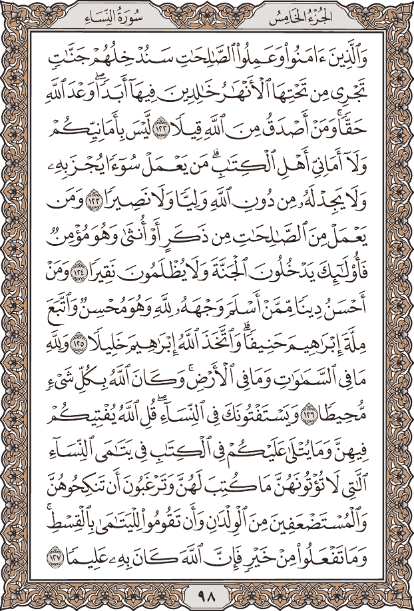 الجزء الخامس
سورة النساء
وَالَّذِينَ ءَامَنُوا۟ وَعَمِلُوا۟ الصَّٰلِحَٰتِ سَنُدْخِلُهُمْ جَنَّٰتٍ
تَجْرِى مِن تَحْتِهَا الْأَنْهَٰرُ خَٰلِدِينَ فِيهَآ أَبَدًا ۖ وَعْدَ اللَّهِ
حَقًّا ۚ وَمَنْ أَصْدَقُ مِنَ اللَّهِ قِيلًا ١٢٢ لَّيْسَ بِأَمَانِيِّكُمْ
وَلَآ أَمَانِىِّ أَهْلِ الْكِتَٰبِ ۗ مَن يَعْمَلْ سُوٓءًا يُجْزَ بِهِۦ
وَلَا يَجِدْ لَهُۥ مِن دُونِ اللَّهِ وَلِيًّا وَلَا نَصِيرًا ١٢٣ وَمَن
يَعْمَلْ مِنَ الصَّٰلِحَٰتِ مِن ذَكَرٍ أَوْ أُنثَىٰ وَهُوَ مُؤْمِنٌ
فَأُو۟لَٰٓئِكَ يَدْخُلُونَ الْجَنَّةَ وَلَا يُظْلَمُونَ نَقِيرًا ١٢٤ وَمَنْ
أَحْسَنُ دِينًا مِّمَّنْ أَسْلَمَ وَجْهَهُۥ لِلَّهِ وَهُوَ مُحْسِنٌ وَاتَّبَعَ
مِلَّةَ إِبْرَٰهِيمَ حَنِيفًا ۗ وَاتَّخَذَ اللَّهُ إِبْرَٰهِيمَ خَلِيلًا ١٢٥ وَلِلَّهِ
مَا فِى السَّمَٰوَٰتِ وَمَا فِى الْأَرْضِ ۚ وَكَانَ اللَّهُ بِكُلِّ شَىْءٍ
مُّحِيطًا ١٢٦ وَيَسْتَفْتُونَكَ فِى النِّسَآءِ ۖ قُلِ اللَّهُ يُفْتِيكُمْ
فِيهِنَّ وَمَا يُتْلَىٰ عَلَيْكُمْ فِى الْكِتَٰبِ فِى يَتَٰمَى النِّسَآءِ
الَّٰتِى لَا تُؤْتُونَهُنَّ مَا كُتِبَ لَهُنَّ وَتَرْغَبُونَ أَن تَنكِحُوهُنَّ
وَالْمُسْتَضْعَفِينَ مِنَ الْوِلْدَٰنِ وَأَن تَقُومُوا۟ لِلْيَتَٰمَىٰ بِالْقِسْطِ ۚ
وَمَا تَفْعَلُوا۟ مِنْ خَيْرٍ فَإِنَّ اللَّهَ كَانَ بِهِۦ عَلِيمًا ١٢٧
٩٨